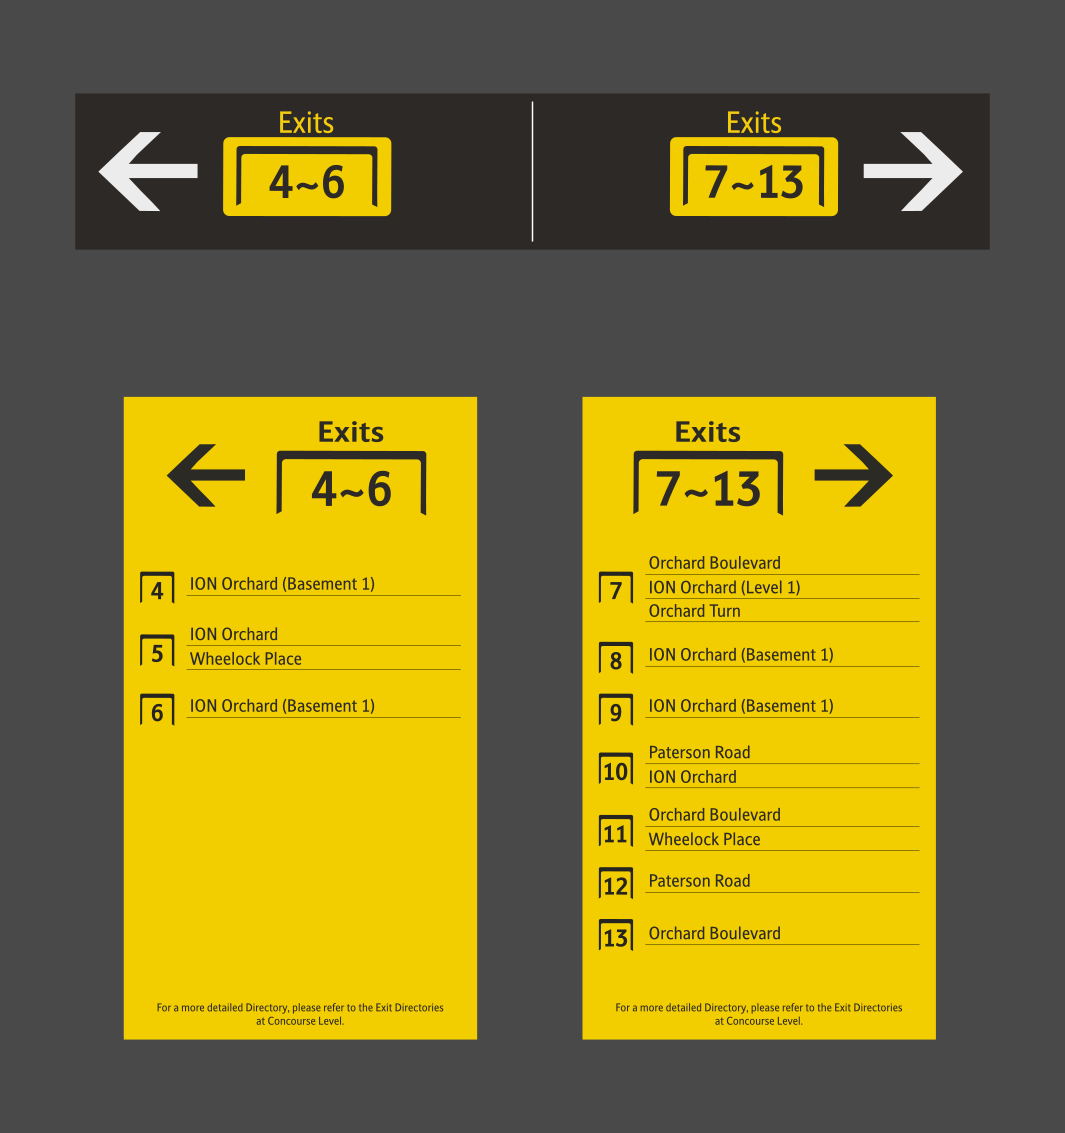 Exits
4~6
Exits
7~13
Exits
4~6
4
ION Orchard (Basement 1)
5
ION Orchard
Wheelock Place
6
ION Orchard (Basement 1)
For a more detailed Directory, please refer to the Exit Directories
at Concourse Level.
Exits
7~13
7
Orchard Boulevard
ION Orchard (Level 1)
Orchard Turn
8
ION Orchard (Basement 1)
9
ION Orchard (Basement 1)
10
Paterson Road
ION Orchard
11
Orchard Boulevard
Wheelock Place
12
Paterson Road
13
Orchard Boulevard
For a more detailed Directory, please refer to the Exit Directories
at Concourse Level.